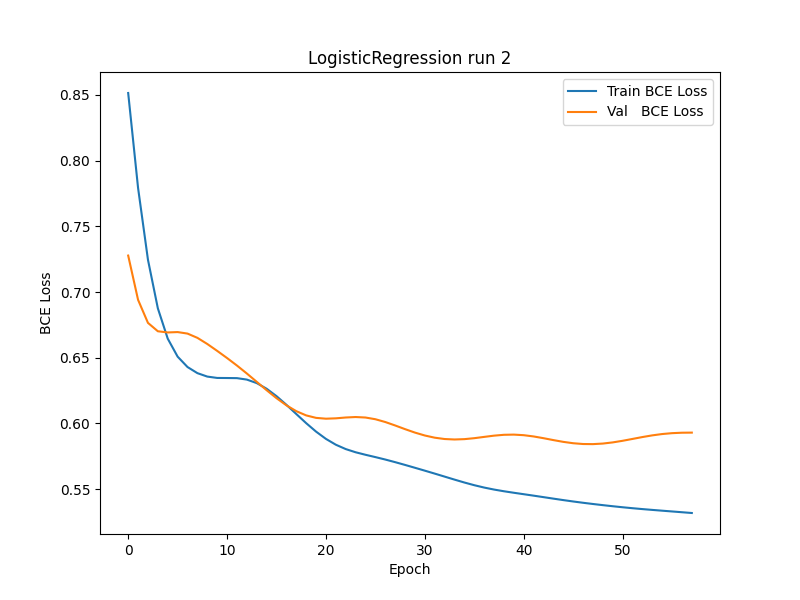 LogisticRegression run 2
Train BCE Loss
Val   BCE Loss
0.85
0.80
0.75
0.70
0.65
0.60
0.55
BCE Loss
0 10 20 30 40 50
Epoch